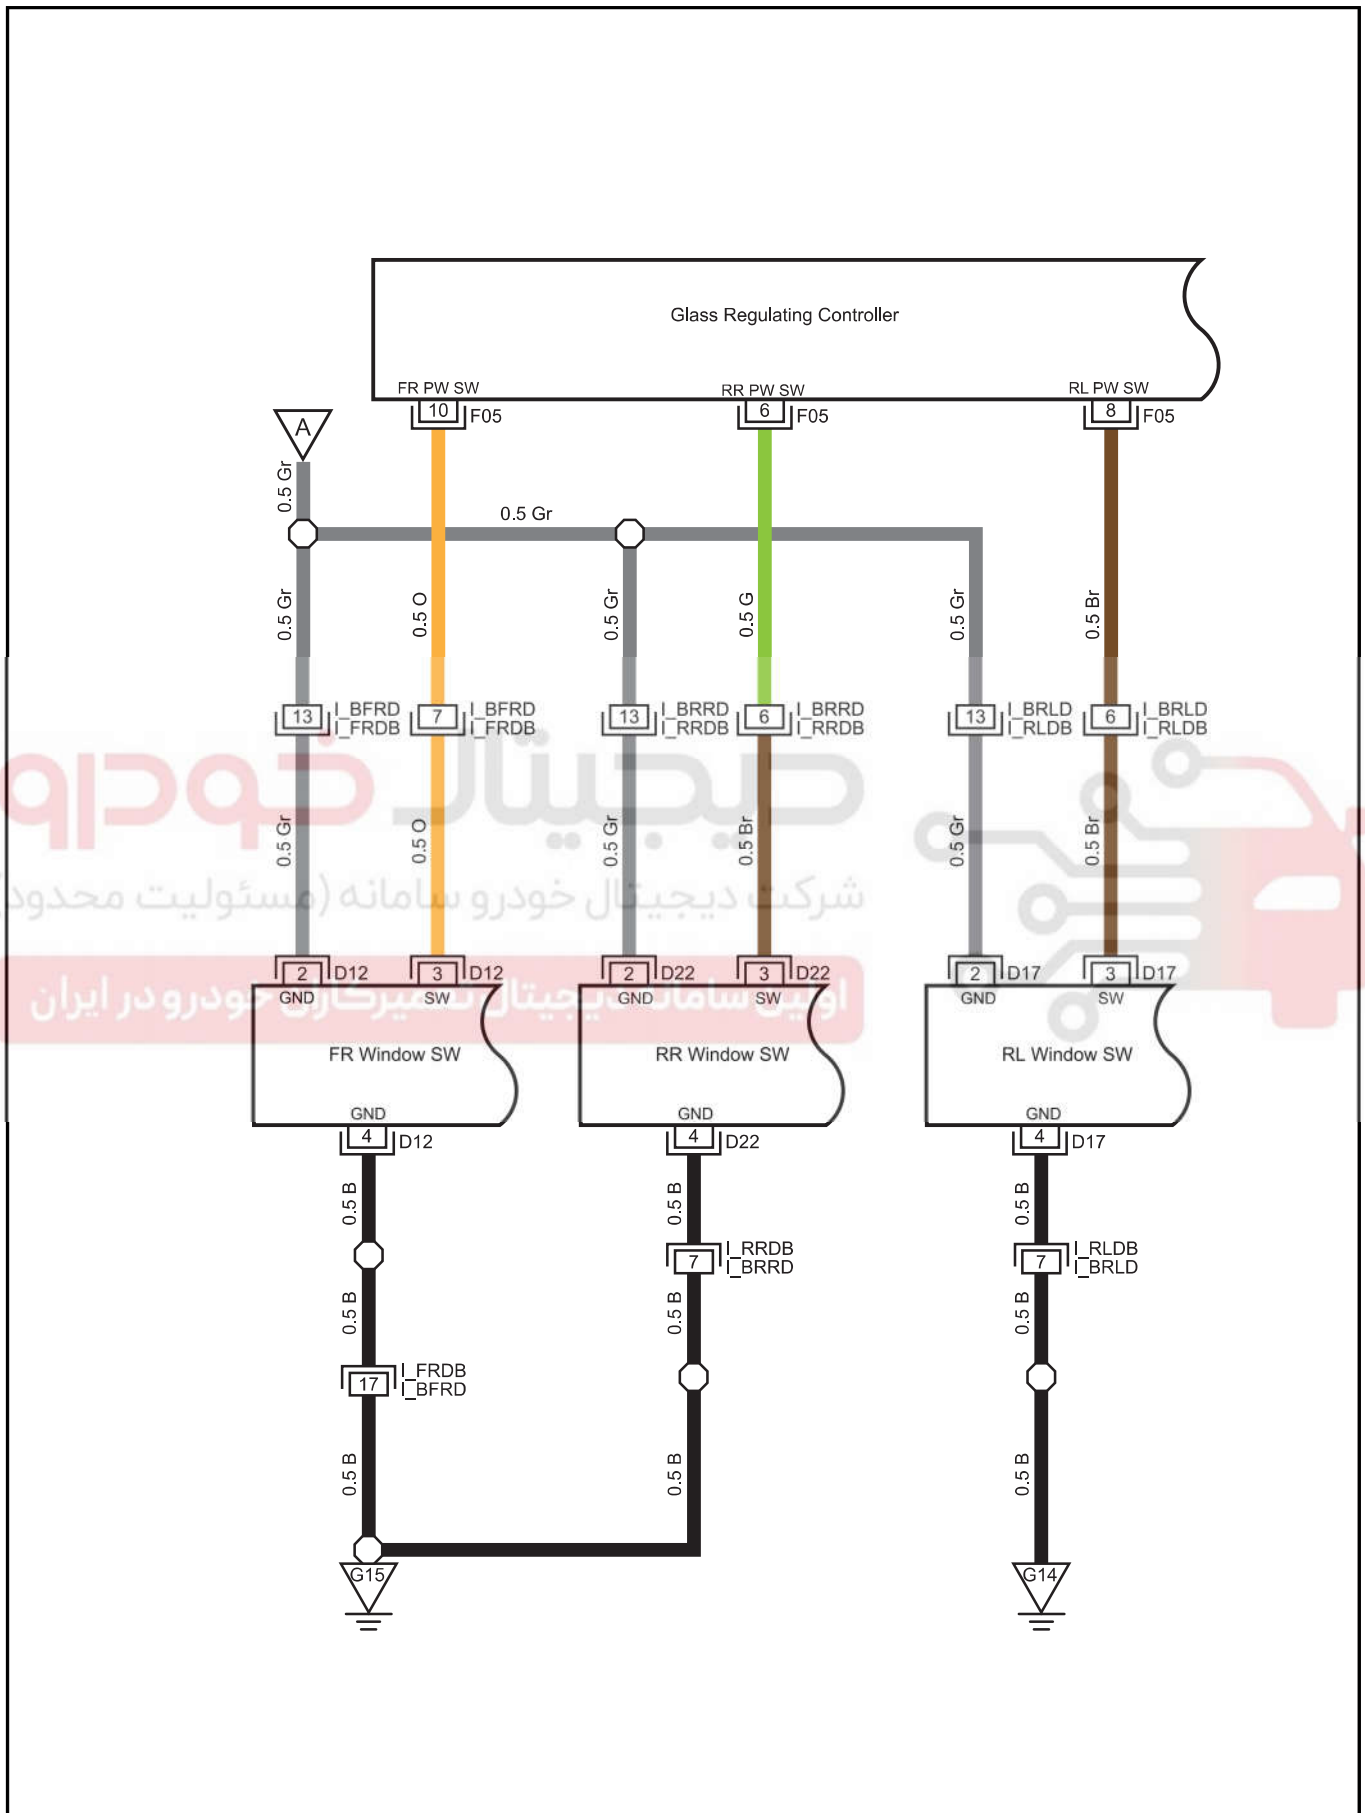 Glass Regulating Controller
FR PW SW
RR PW SW
RL PW SW
10
F05
6
F05
8
F05
A
0.5 Gr
0.5 Gr
0.5 Gr
0.5 O
0.5 Gr
0.5 G
0.5 Gr
0.5 Br
13
I_BFRD
I_FRDB
7
I_BFRD
I_FRDB
13
I_BRRD
I_RRDB
6
I_BRRD
I_RRDB
13
I_BRLD
I_RLDB
6
I_BRLD
I_RLDB
دیجیتال خودرو
0.5 Gr
0.5 O
0.5 Gr
0.5 Br
0.5 Gr
0.5 Br
شرکت دیجیتال خودرو سامانه (مسئولیت محدود)
2
D12
3
D12
2
D22
3
D22
2
D17
3
D17
GND
SW
GND
SW
GND
SW
اولین سامانه دیجیتال تعمیرکاران خودرو در ایران
FR Window SW
RR Window SW
RL Window SW
GND
GND
GND
4
D12
4
D22
4
D17
0.5 B
0.5 B
0.5 B
7
I_RRDB
I_BRRD
7
I_RLDB
I_BRLD
0.5 B
0.5 B
0.5 B
17
I_FRDB
I_BFRD
0.5 B
0.5 B
0.5 B
G15
G14